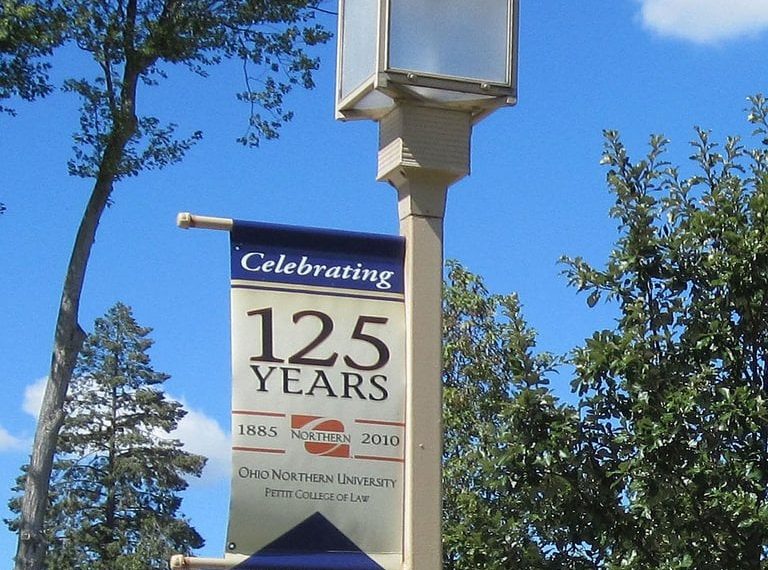 Celebrating
125
YEARS
1885 NORTHERN 2010
OHIO NORTHERN UNIVERSITY
PETTIT COLLEGE OF LAW